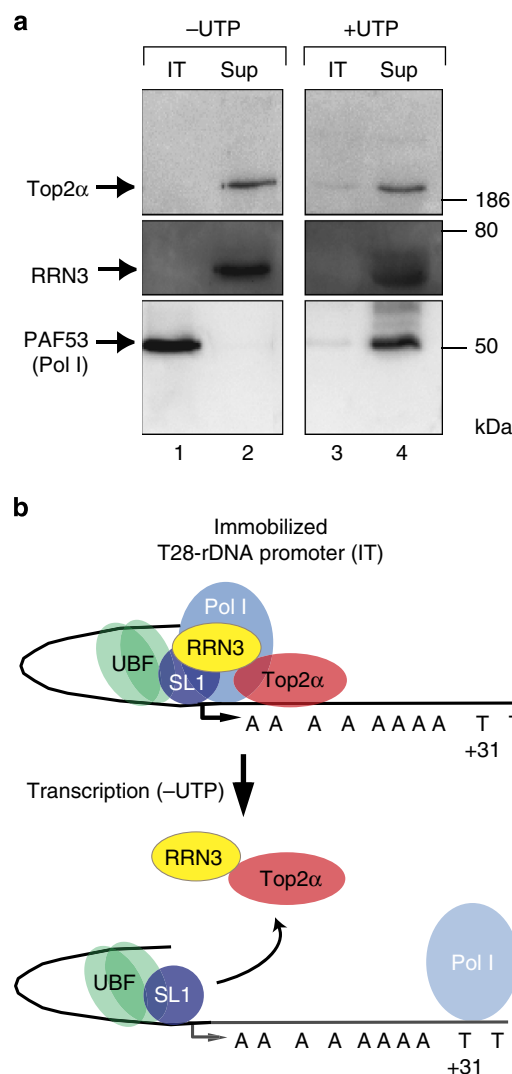 a
–UTP +UTP
IT Sup IT Sup
Top2α
186
80
RRN3
PAF53
(Pol I)
50
kDa
1 2 3 4
b
Immobilized
T28-rDNA promoter (IT)
Pol I
RRN3
UBF
SL1
Top2α
A A A A A A A A T T
+31
Transcription (–UTP)
RRN3
Top2α
UBF
SL1
Pol I
A A A A A A A A T T
+31